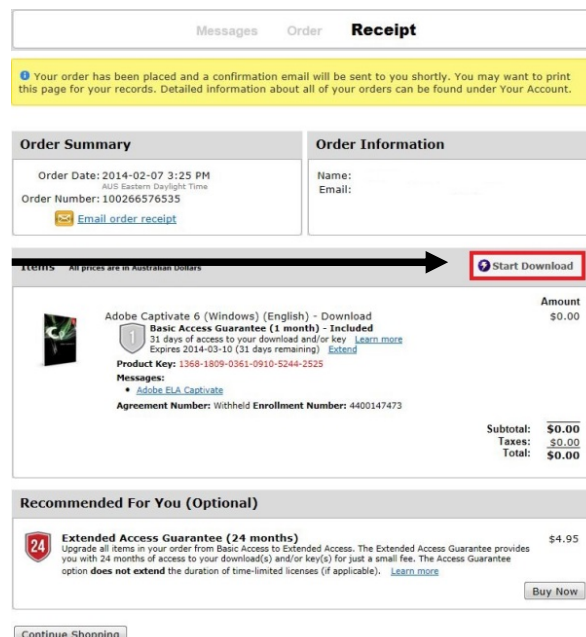 Messages Order Receipt
Your order has been placed and a confirmation email will be sent to you shortly. You may want to print
this page for your records. Detailed information about all of your orders can be found under Your Account.
Order Summary
Order Date: 2014-02-07 3:25 PM
AUS Eastern Daylight Time
Order Number: 100266576535
Email order receipt
Order Information
Name:
Email:
Items All prices are in Australian Dollars
Start Download
Amount
Adobe Captivate 6 (Windows) (English) - Download $0.00
1
Basic Access Guarantee (1 month) - Included
31 days of access to your download and/or key Learn more
Expires 2014-03-10 (31 days remaining) Extend
Product Key: 1368-1809-0361-0910-5244-2525
Messages:
• Adobe ELA Captivate
Agreement Number: Withheld Enrollment Number: 4400147473
Subtotal: $0.00
Taxes: $0.00
Total: $0.00
Recommended For You (Optional)
24
Extended Access Guarantee (24 months) $4.95
Upgrade all items in your order from Basic Access to Extended Access. The Extended Access Guarantee provides
you with 24 months of access to your download(s) and/or key(s) for just a small fee. The Access Guarantee
option does not extend the duration of time-limited licenses (if applicable). Learn more
Buy Now
Continue Shopping